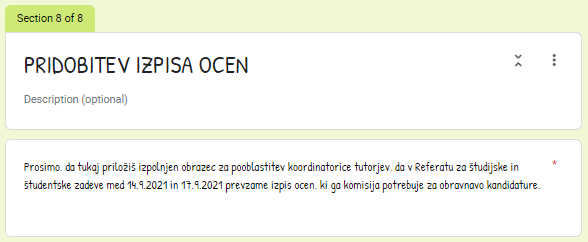 Section 8 of 8
PRIDOBITEV IZPISA OCEN
Description (optional)
Prosimo, da tukaj priložiš izpolnjen obrazec za pooblastitev koordinatorice tutorjev, da v Referatu za študijske in *
študentske zadeve med 14.9.2021 in 17.9.2021 prevzame izpis ocen, ki ga komisija potrebuje za obravnavo kandidature.